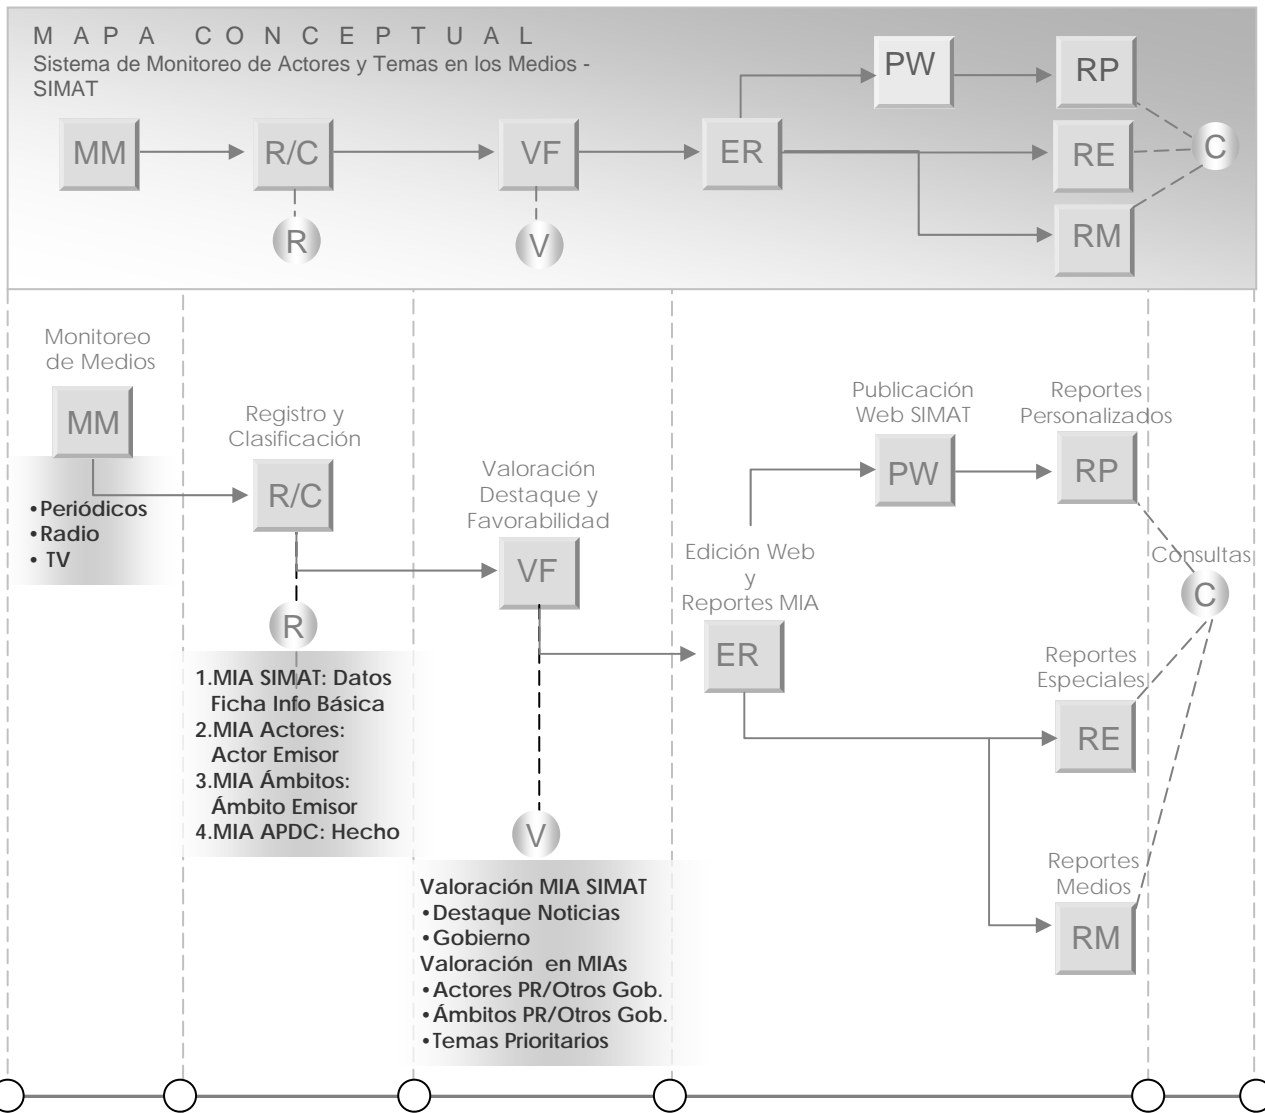 MAPA CONCEPTUAL
Sistema de Monitoreo de Actores y Temas en los Medios -
SIMAT
MM
R/C
VF
ER
PW
RP
RE
RM
C
R
V
Monitoreo
de Medios
MM
•Periódicos
•Radio
• TV
Registro y
Clasificación
R/C
R
1.MIA SIMAT: Datos
Ficha Info Básica
2.MIA Actores:
Actor Emisor
3.MIA Ámbitos:
Ámbito Emisor
4.MIA APDC: Hecho
Valoración
Destaque y
Favorabilidad
VF
V
Valoración MIA SIMAT
•Destaque Noticias
•Gobierno
Valoración en MIAs
•Actores PR/Otros Gob.
•Ámbitos PR/Otros Gob.
•Temas Prioritarios
Edición Web
y
Reportes MIA
ER
Publicación
Web SIMAT
PW
Reportes
Personalizados
RP
Consultas
C
Reportes
Especiales
RE
Reportes
Medios
RM